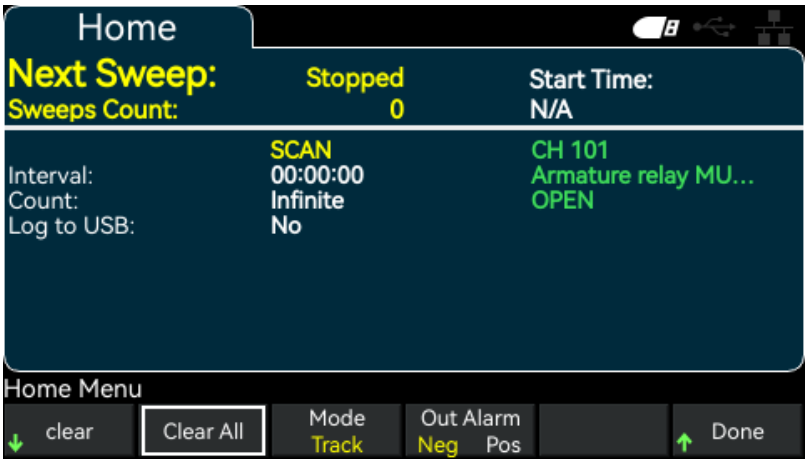 Home
8
Next Sweep: Stopped Start Time:
Sweeps Count: 0 N/A
SCAN CH 101
Interval: 00:00:00 Armature relay MU...
Count: Infinite OPEN
Log to USB: No
Home Menu
clear Clear All Mode Track Out Alarm Neg Pos Done